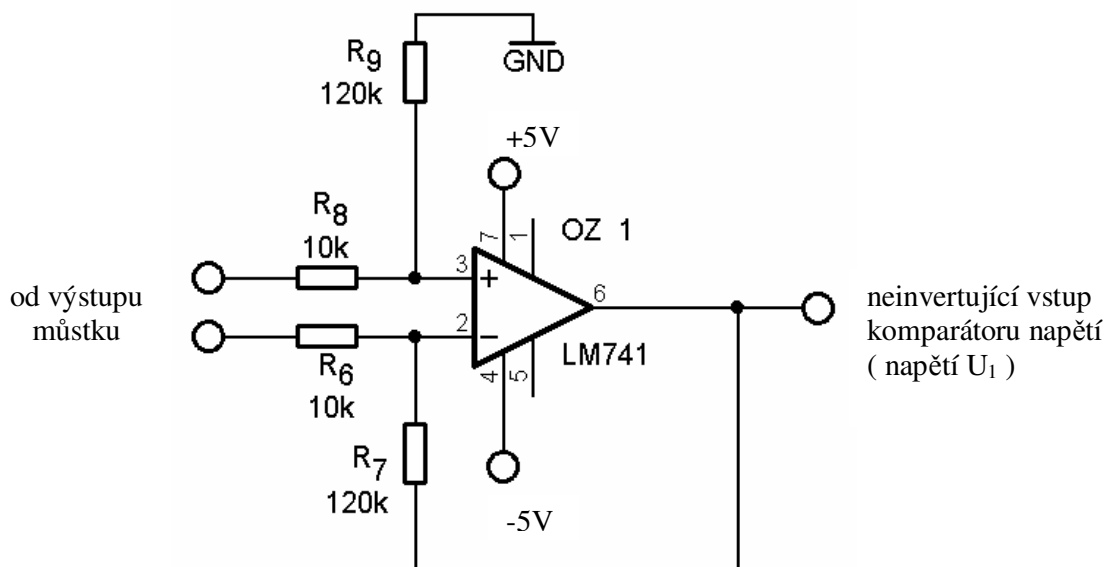 R9
120k
GND
+5V
R8
10k
7
1
OZ 1
3
+
6
od výstupu
můstku
2
−
LM741
4
5
R6
10k
neinvertující vstup
komparátoru napětí
( napětí U1 )
R7
120k
-5V